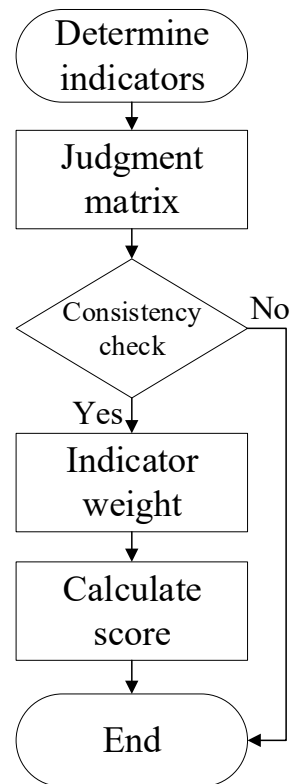 Determine
indicators
Judgment
matrix
Consistency
check
No
Yes
Indicator
weight
Calculate
score
End